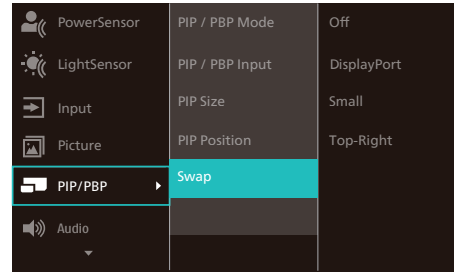 PowerSensor
LightSensor
Input
Picture
PIP/PBP
Audio
PIP / PBP Mode
PIP / PBP Input
PIP Size
PIP Position
Swap
Off
DisplayPort
Small
Top-Right